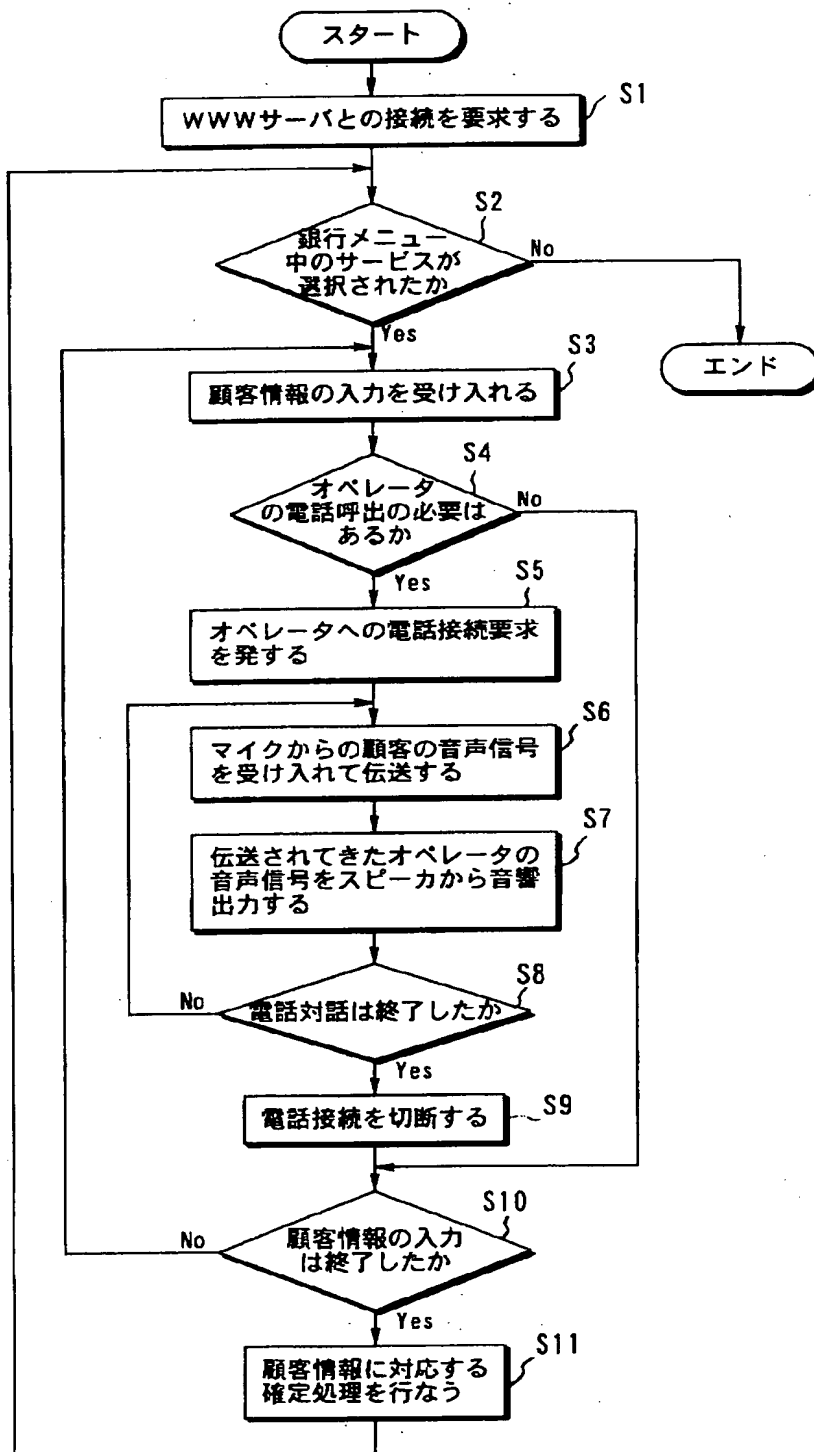 スタート
S1
WWWサーバとの接続を要求する
S2
銀行メニュー
中のサービスが
選択されたか
No
Yes
エンド
S3
顧客情報の入力を受け入れる
S4
オペレータ
の電話呼出の必要は
あるか
No
Yes
S5
オペレータへの電話接続要求
を発する
S6
マイクからの顧客の音声信号
を受け入れて伝送する
S7
伝送されてきたオペレータの
音声信号をスピーカから音響
出力する
S8
電話対話は終了したか
No
Yes
電話接続を切断する
S9
S10
顧客情報の入力
は終了したか
No
Yes
S11
顧客情報に対応する
確定処理を行なう